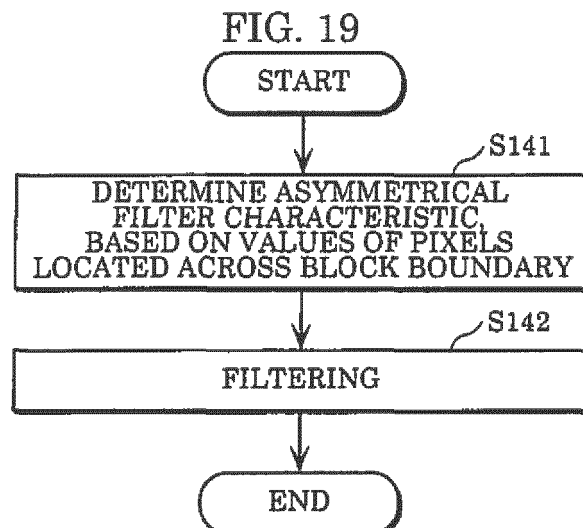 FIG. 19
START
S141
DETERMINE ASYMMETRICAL
FILTER CHARACTERISTIC,
BASED ON VALUES OF PIXELS
LOCATED ACROSS BLOCK BOUNDARY
S142
FILTERING
END